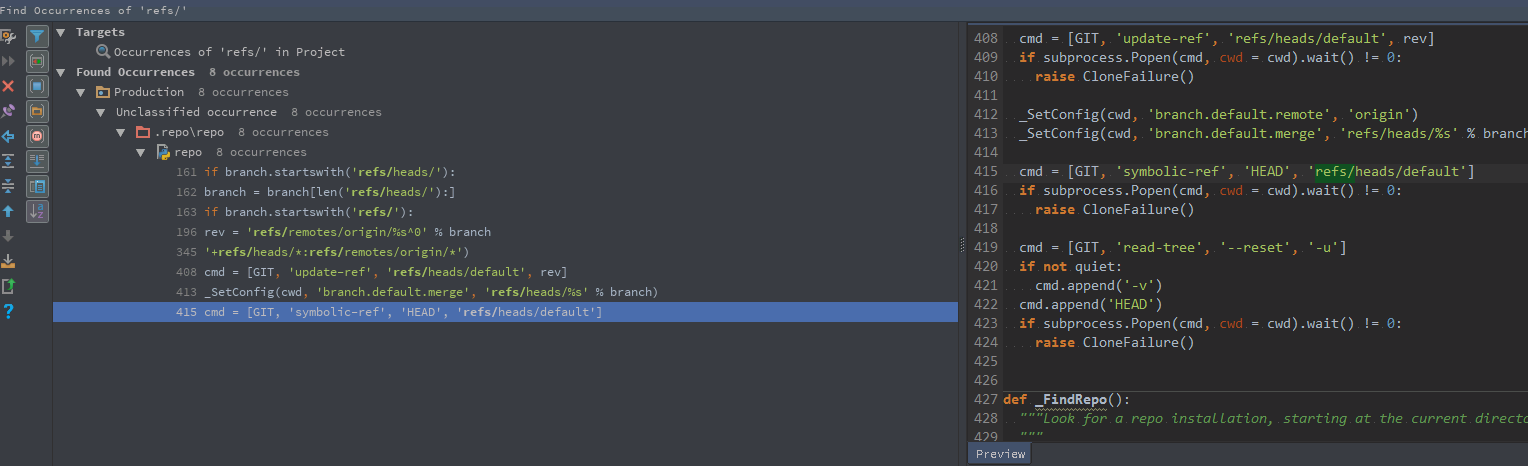 Find Occurrences of 'refs/'
Targets
Occurrences of 'refs/' in Project
Found Occurrences 8 occurrences
Production 8 occurrences
Unclassified occurrence 8 occurrences
.repo\repo 8 occurrences
repo 8 occurrences
161 if branch.startswith('refs/heads/'):
162 branch = branch[len('refs/heads/'):]
163 if branch.startswith('refs/'):
196 rev = 'refs/remotes/origin/%s^0' % branch
345 '+refs/heads/*:refs/remotes/origin/*')
408 cmd = [GIT, 'update-ref', 'refs/heads/default', rev]
413 _SetConfig(cwd, 'branch.default.merge', 'refs/heads/%s' % branch)
415 cmd = [GIT, 'symbolic-ref', 'HEAD', 'refs/heads/default']
408 cmd = [GIT, 'update-ref', 'refs/heads/default', rev]
409 if subprocess.Popen(cmd, cwd = cwd).wait() != 0:
410 raise CloneFailure()
411
412 _SetConfig(cwd, 'branch.default.remote', 'origin')
413 _SetConfig(cwd, 'branch.default.merge', 'refs/heads/%s' % branch
414
415 cmd = [GIT, 'symbolic-ref', 'HEAD', 'refs/heads/default']
416 if subprocess.Popen(cmd, cwd = cwd).wait() != 0:
417 raise CloneFailure()
418
419 cmd = [GIT, 'read-tree', '--reset', '-u']
420 if not quiet:
421 cmd.append('-v')
422 cmd.append('HEAD')
423 if subprocess.Popen(cmd, cwd = cwd).wait() != 0:
424 raise CloneFailure()
425
426
427 def _FindRepo():
428 """Look for a repo installation, starting at the current directo
429 """
Preview